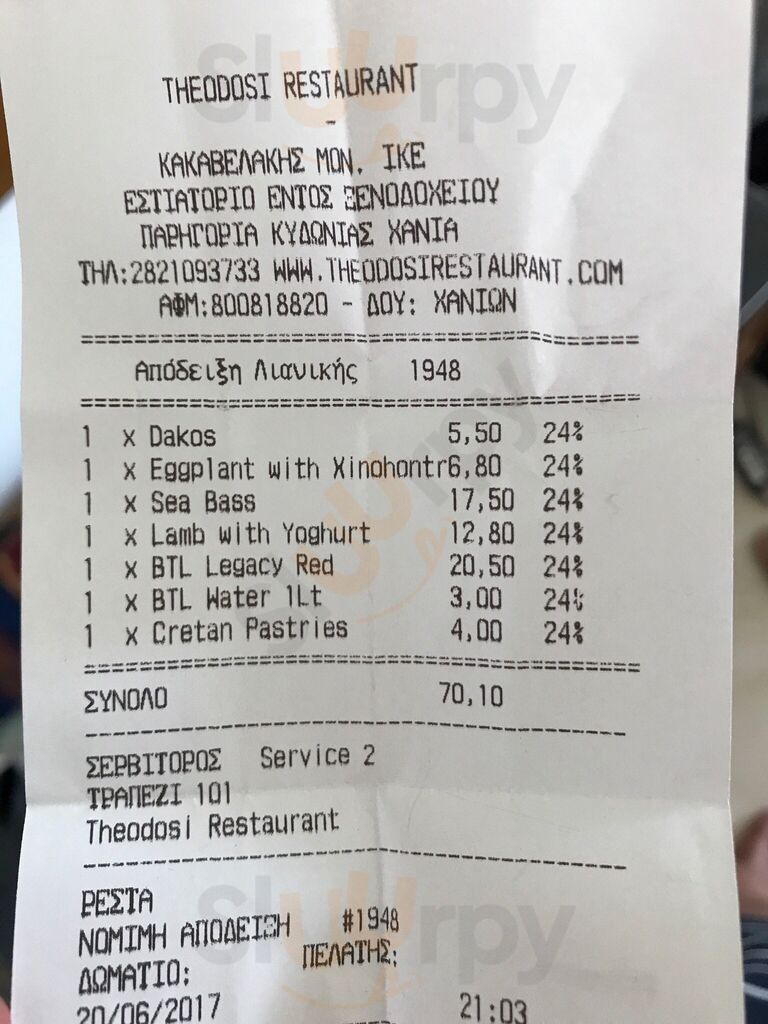 THEODOSI RESTAURANT
-
ΚΑΚΑΒΕΛΑΚΗΣ ΜΟΝ. ΙΚΕ
ΕΣΤΙΑΤΟΡΙΟ ΕΝΤΟΣ ΞΕΝΟΔΟΧΕΙΟΥ
ΠΑΡΗΓΟΡΙΑ ΚΥΔΩΝΙΑΣ ΧΑΝΙΑ
ΤΗΛ:2821093733 WWW.THEODOSIRESTAURANT.COM
ΑΦΜ:800818820 - ΔΟΥ: ΧΑΝΙΩΝ
Απόδειξη Λιανικής 1948
1 x Dakos 5,50 24%
1 x Eggplant with Xinohontr6,80 24%
1 x Sea Bass 17,50 24%
1 x Lamb with Yoghurt 12,80 24%
1 x BTL Legacy Red 20,50 24%
1 x BTL Water 1Lt 3,00 24%
1 x Cretan Pastries 4,00 24%
ΣΥΝΟΛΟ 70,10
ΣΕΡΒΙΤΟΡΟΣ Service 2
ΤΡΑΠΕΖΙ 101
Theodosi Restaurant
ΡΕΣΤΑ
ΝΟΜΙΜΗ ΑΠΟΔΕΙΞΗ #1948
ΔΩΜΑΤΙΟ: ΠΕΛΑΤΗΣ:
20/06/2017 21:03
Sluurpy
Sluurpy
Sluurpy